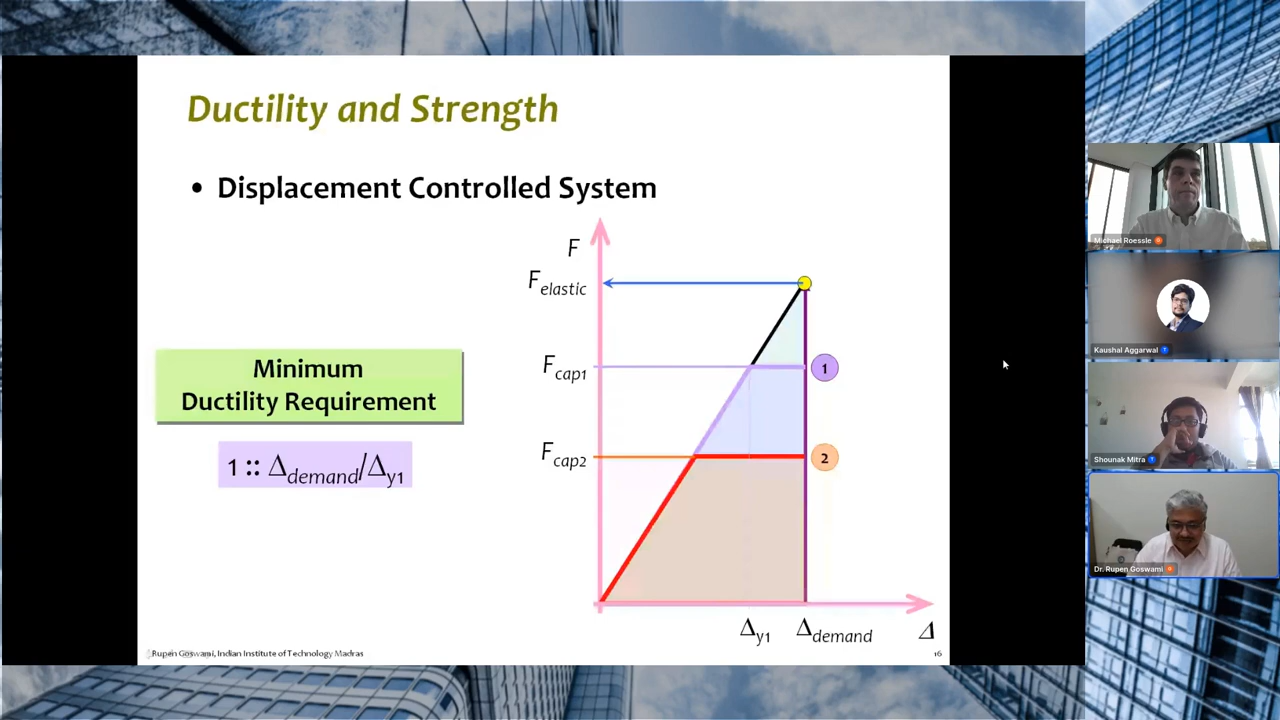 Ductility and Strength
• Displacement Controlled System
F
F_elastic
F_cap1
1
Minimum
Ductility Requirement
F_cap2
2
1 :: Δ_demand/Δ_y1
Δ_y1
Δ_demand
Δ
Rupen Goswami, Indian Institute of Technology Madras
16
Michael Roessle
Kaushal Aggarwal
Shounak Mitra
Dr. Rupen Goswami